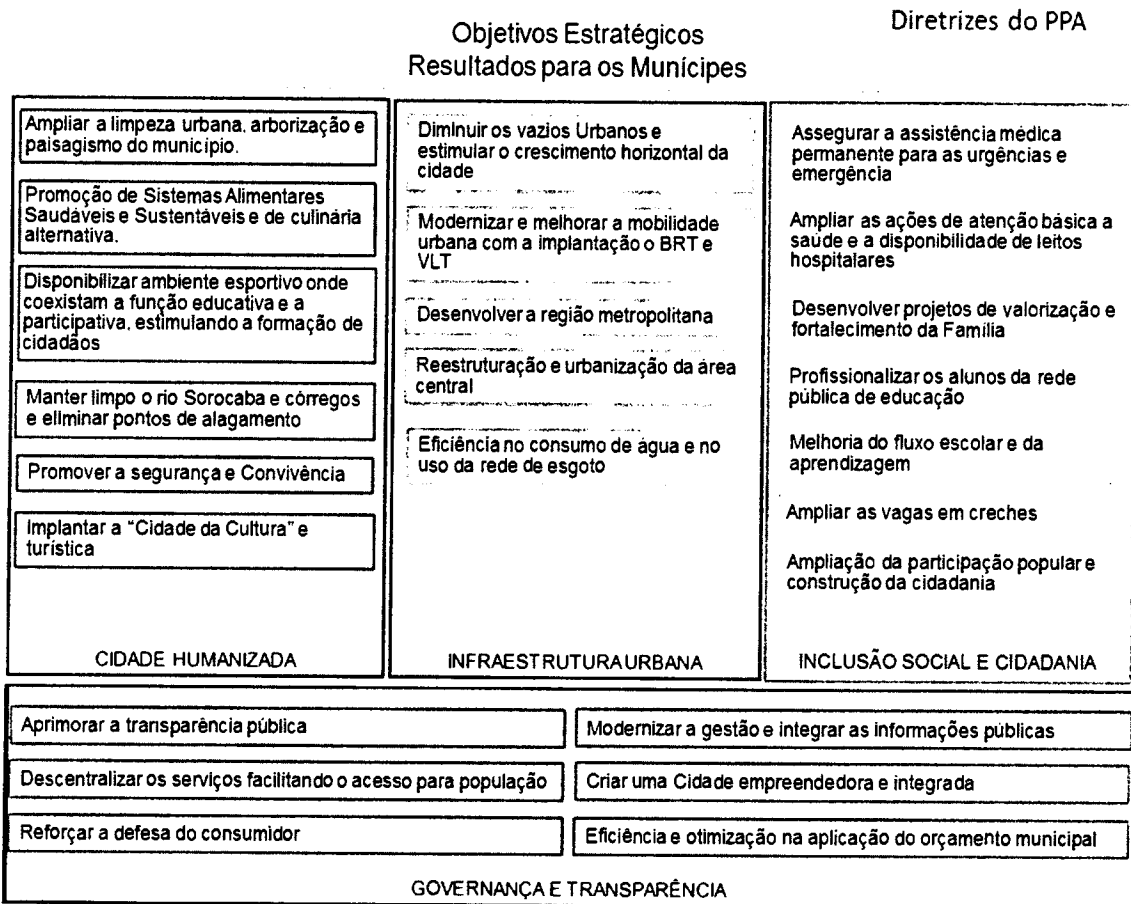 Diretrizes do PPA
Objetivos Estratégicos
Resultados para os Munícipes
Ampliar a limpeza urbana, arborização e
paisagismo do município.
Promoção de Sistemas Alimentares
Saudáveis e Sustentáveis e de culinária
alternativa.
Disponibilizar ambiente esportivo onde
coexistam a função educativa e a
participativa, estimulando a formação de
cidadãos
Manter limpo o rio Sorocaba e córregos
e eliminar pontos de alagamento
Promover a segurança e Convivência
Implantar a "Cidade da Cultura" e
turística
CIDADE HUMANIZADA
Diminuir os vazios Urbanos e
estimular o crescimento horizontal da
cidade
Modernizar e melhorar a mobilidade
urbana com a implantação o BRT e
VLT
Desenvolver a região metropolitana
Reestruturação e urbanização da área
central
Eficiência no consumo de água e no
uso da rede de esgoto
INFRAESTRUTURA URBANA
Assegurar a assistência médica
permanente para as urgências e
emergência
Ampliar as ações de atenção básica a
saúde e a disponibilidade de leitos
hospitalares
Desenvolver projetos de valorização e
fortalecimento da Família
Profissionalizar os alunos da rede
pública de educação
Melhoria do fluxo escolar e da
aprendizagem
Ampliar as vagas em creches
Ampliação da participação popular e
construção da cidadania
INCLUSÃO SOCIAL E CIDADANIA
Aprimorar a transparência pública
Modernizar a gestão e integrar as informações públicas
Descentralizar os serviços facilitando o acesso para população
Criar uma Cidade empreendedora e integrada
Reforçar a defesa do consumidor
Eficiência e otimização na aplicação do orçamento municipal
GOVERNANÇA E TRANSPARÊNCIA